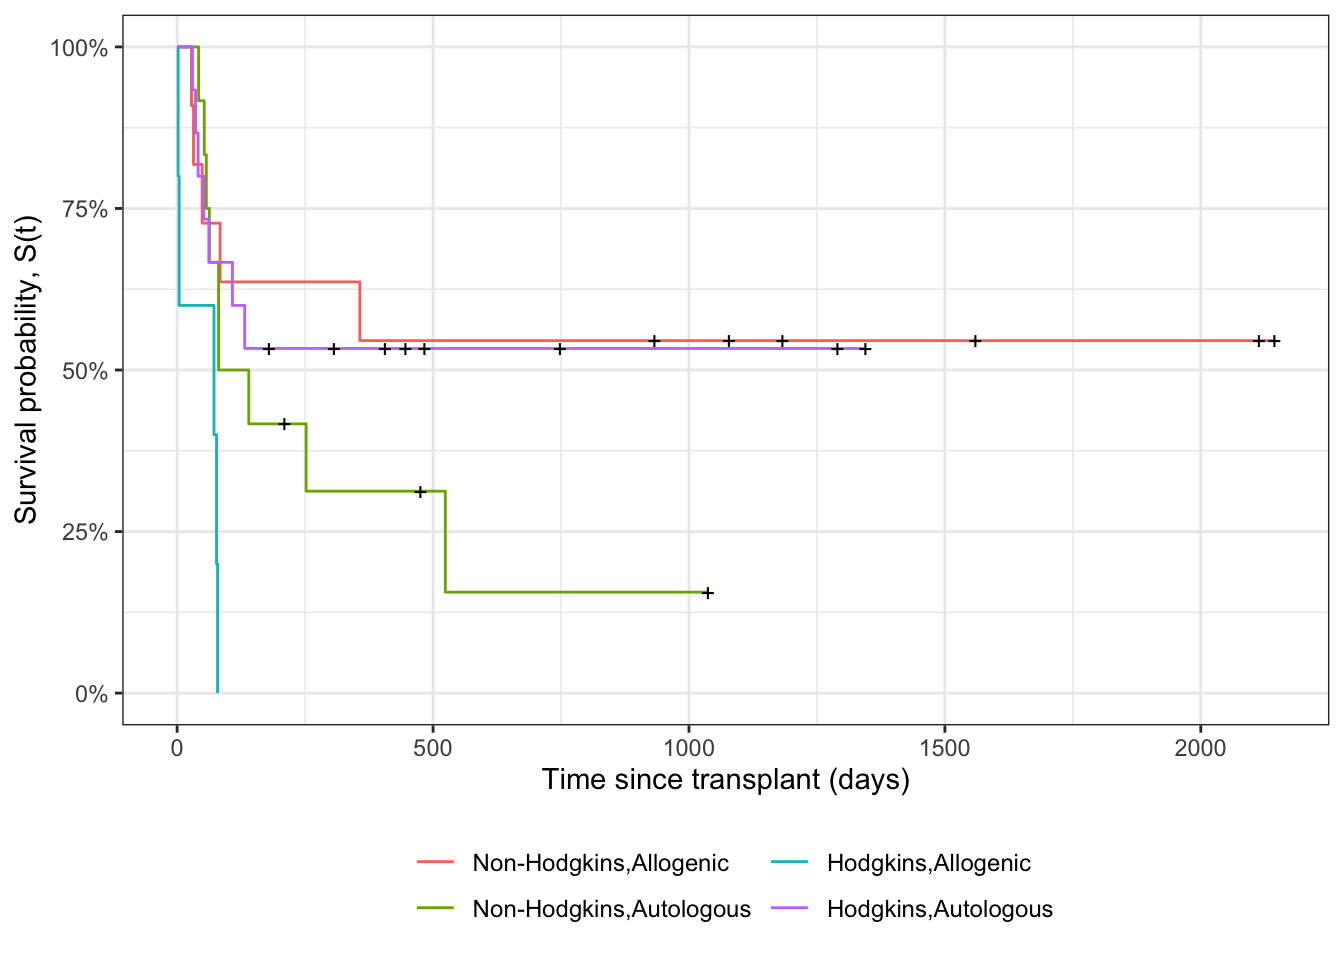 Survival probability, S(t)
100%
75%
50%
25%
0%
0 500 1000 1500 2000
Time since transplant (days)
Non-Hodgkins,Allogenic Hodgkins,Allogenic
Non-Hodgkins,Autologous Hodgkins,Autologous